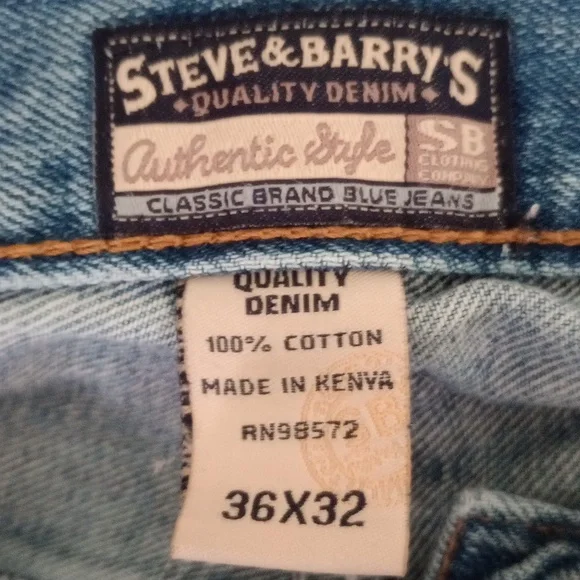 STEVE & BARRY'S
QUALITY DENIM
Authentic Style
SB
CLOTHING
COMPANY
CLASSIC BRAND BLUE JEANS
QUALITY
DENIM
100% COTTON
MADE IN KENYA
RN98572
SB
36X32